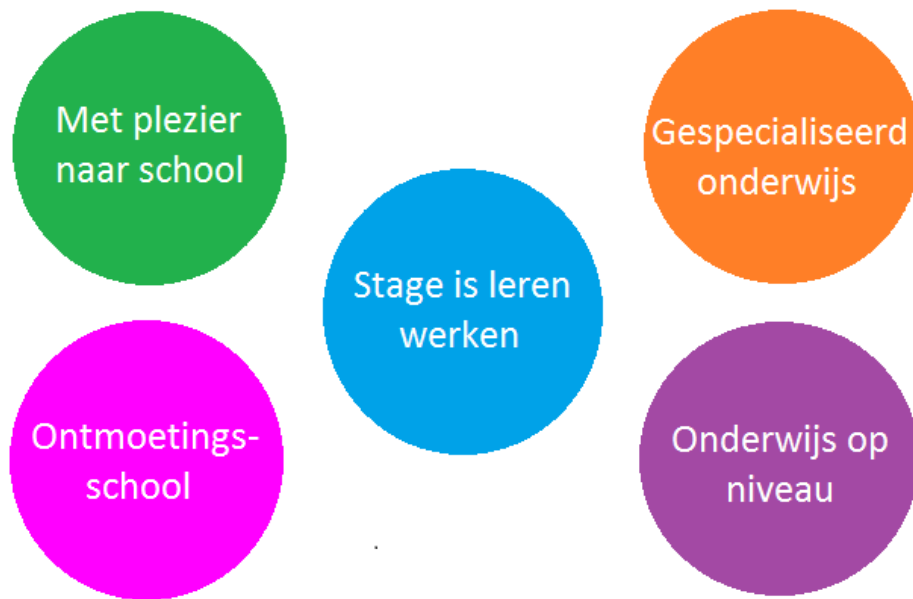 Met plezier
naar school
Gespecialiseerd
onderwijs
Stage is leren
werken
Ontmoetings-
school
Onderwijs op
niveau